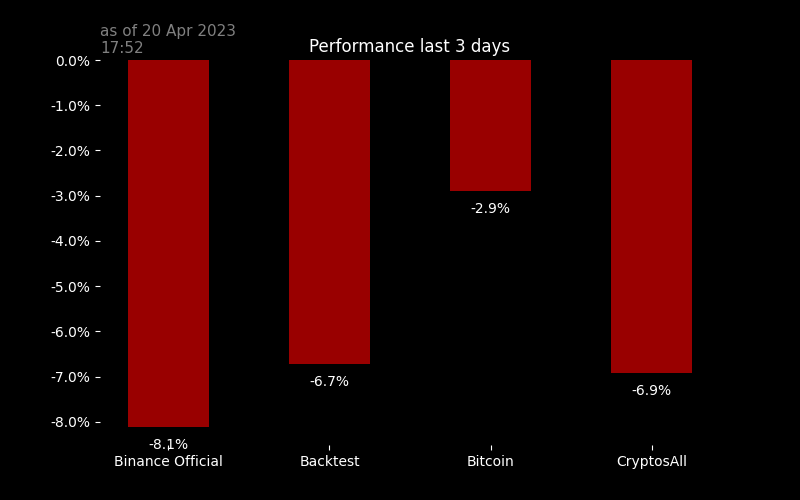 as of 20 Apr 2023
17:52
Performance last 3 days
0.0%
-1.0%
-2.0%
-3.0%
-4.0%
-5.0%
-6.0%
-7.0%
-8.0%
-8.1%
-6.7%
-2.9%
-6.9%
Binance Official
Backtest
Bitcoin
CryptosAll